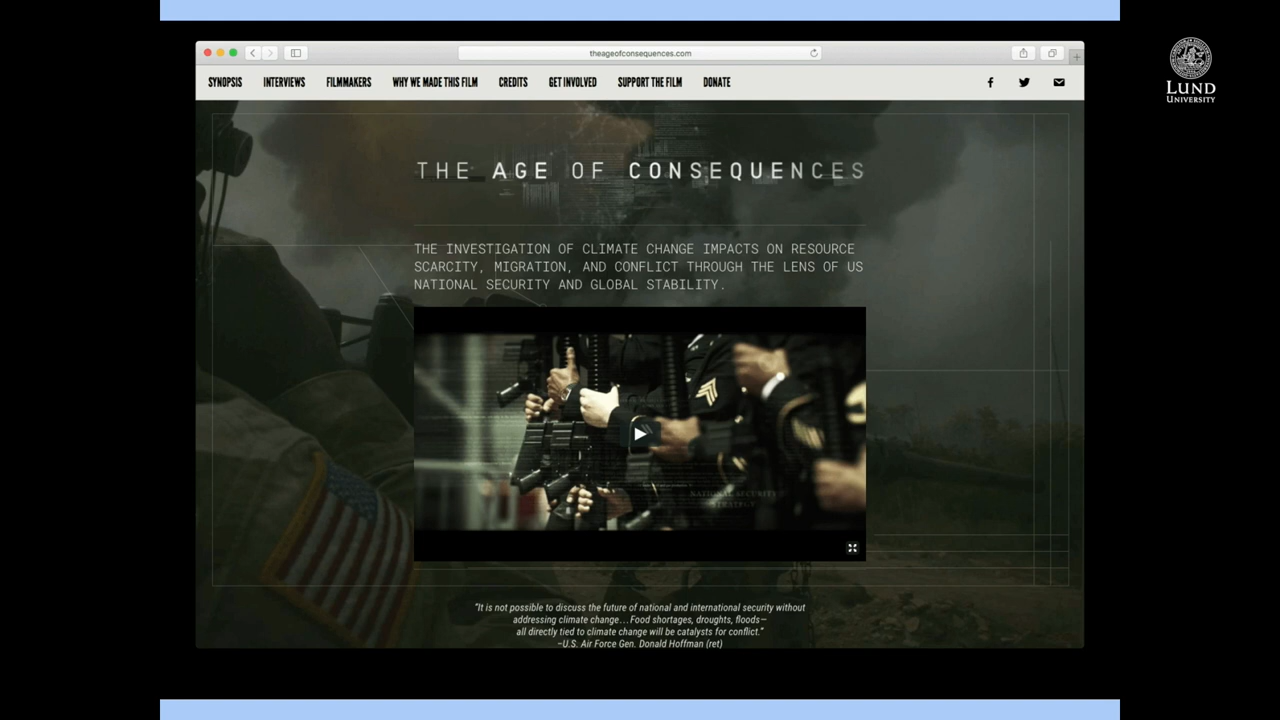 theageofconsequences.com
LUND
UNIVERSITY
SYNOPSIS INTERVIEWS FILMMAKERS WHY WE MADE THIS FILM CREDITS GET INVOLVED SUPPORT THE FILM DONATE
THE AGE OF CONSEQUENCES
THE INVESTIGATION OF CLIMATE CHANGE IMPACTS ON RESOURCE
SCARCITY, MIGRATION, AND CONFLICT THROUGH THE LENS OF US
NATIONAL SECURITY AND GLOBAL STABILITY.
NATIONAL SECURITY
STRATEGY
“It is not possible to discuss the future of national and international security without
addressing climate change…Food shortages, droughts, floods—
all directly tied to climate change will be catalysts for conflict.”
–U.S. Air Force Gen. Donald Hoffman (ret)